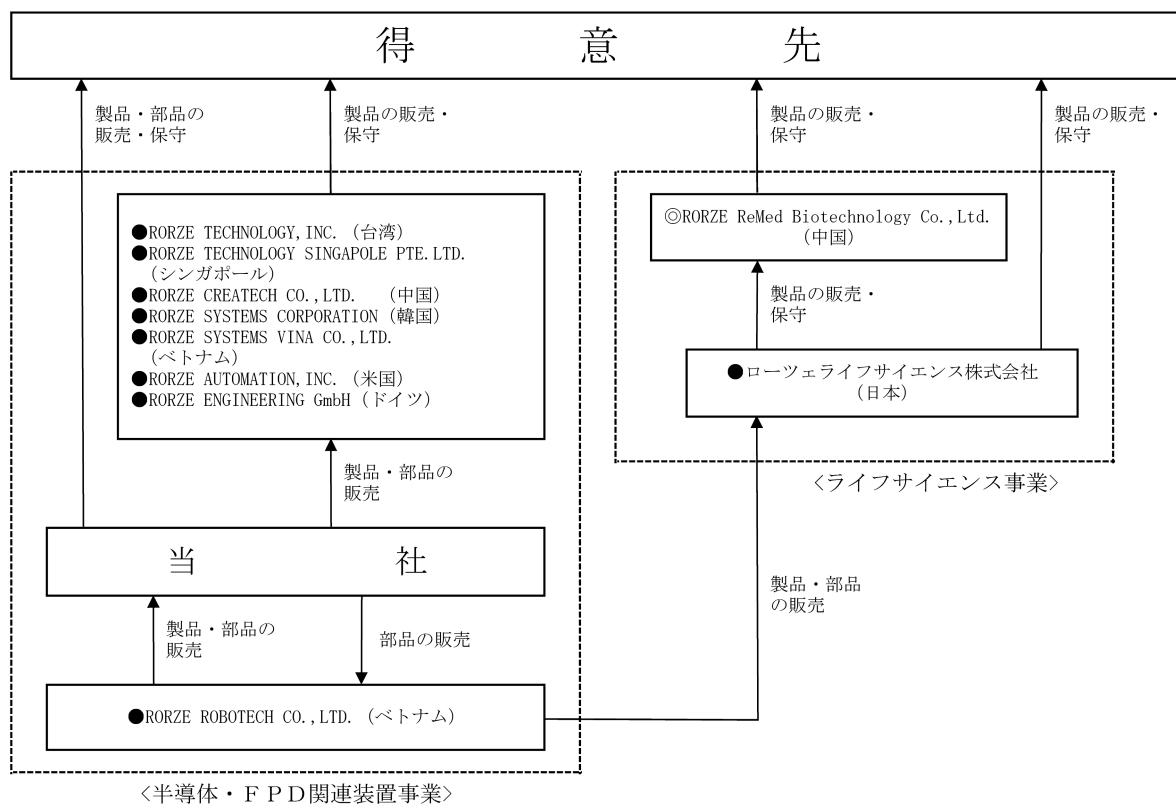 得意先
製品・部品の
販売・保守
製品の販売・
保守
製品の販売・
保守
製品の販売・
保守
●RORZE TECHNOLOGY,INC.（台湾）
●RORZE TECHNOLOGY SINGAPOLE PTE.LTD.
（シンガポール）
●RORZE CREATECH CO.,LTD. （中国）
●RORZE SYSTEMS CORPORATION（韓国）
●RORZE SYSTEMS VINA CO.,LTD.
（ベトナム）
●RORZE AUTOMATION,INC.（米国）
●RORZE ENGINEERING GmbH（ドイツ）
製品・部品の
販売
当社
製品・部品の
販売
部品の販売
●RORZE ROBOTECH CO.,LTD.（ベトナム）
<半導体・ＦＰＤ関連装置事業>
◎RORZE ReMed Biotechnology Co.,Ltd.
（中国）
製品の販売・
保守
●ローツェライフサイエンス株式会社
（日本）
<ライフサイエンス事業>
製品・部品
の販売